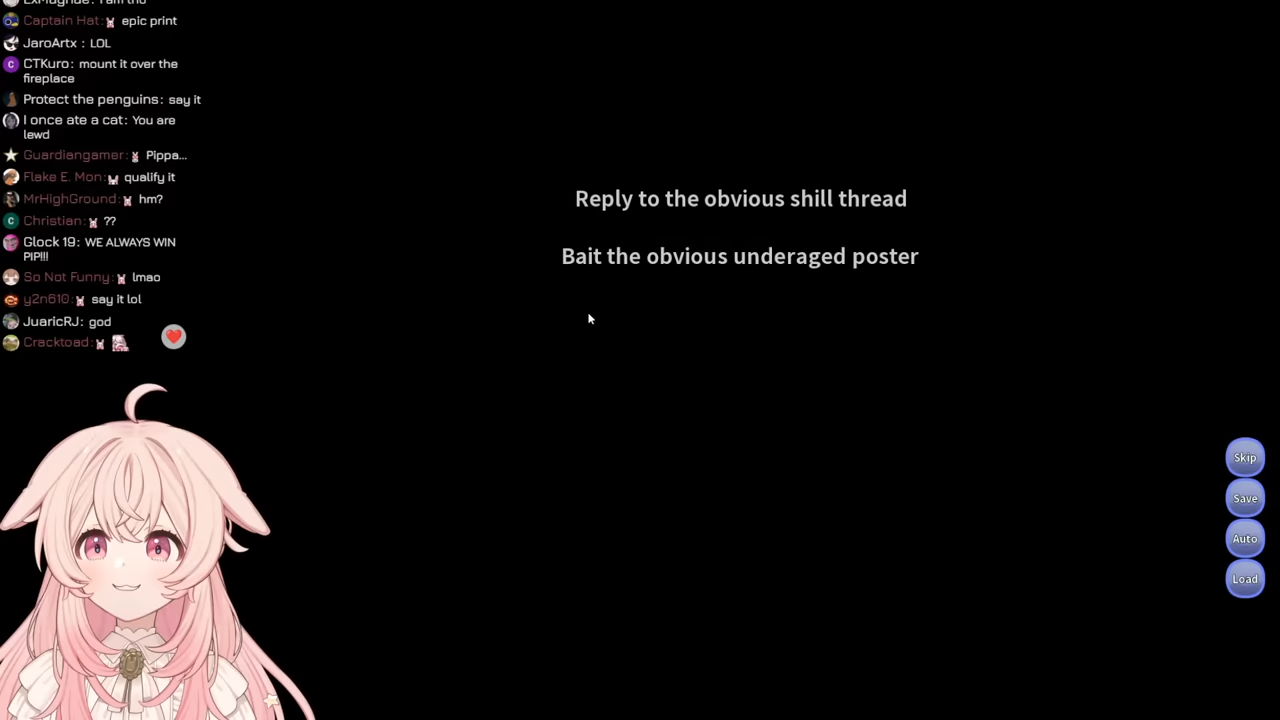 Captain Hat: epic print
JaroArtx : LOL
CTKuro: mount it over the
fireplace
Protect the penguins: say it
I once ate a cat: You are
lewd
Guardiangamer: Pippa...
Flake E. Mon: qualify it
MrHighGround: hm?
C Christian: ??
Glock 19: WE ALWAYS WIN
PIP!!!
So Not Funny: lmao
y2n610: say it lol
JuaricRJ: god
Cracktoad:
Reply to the obvious shill thread
Bait the obvious underaged poster
Skip
Save
Auto
Load